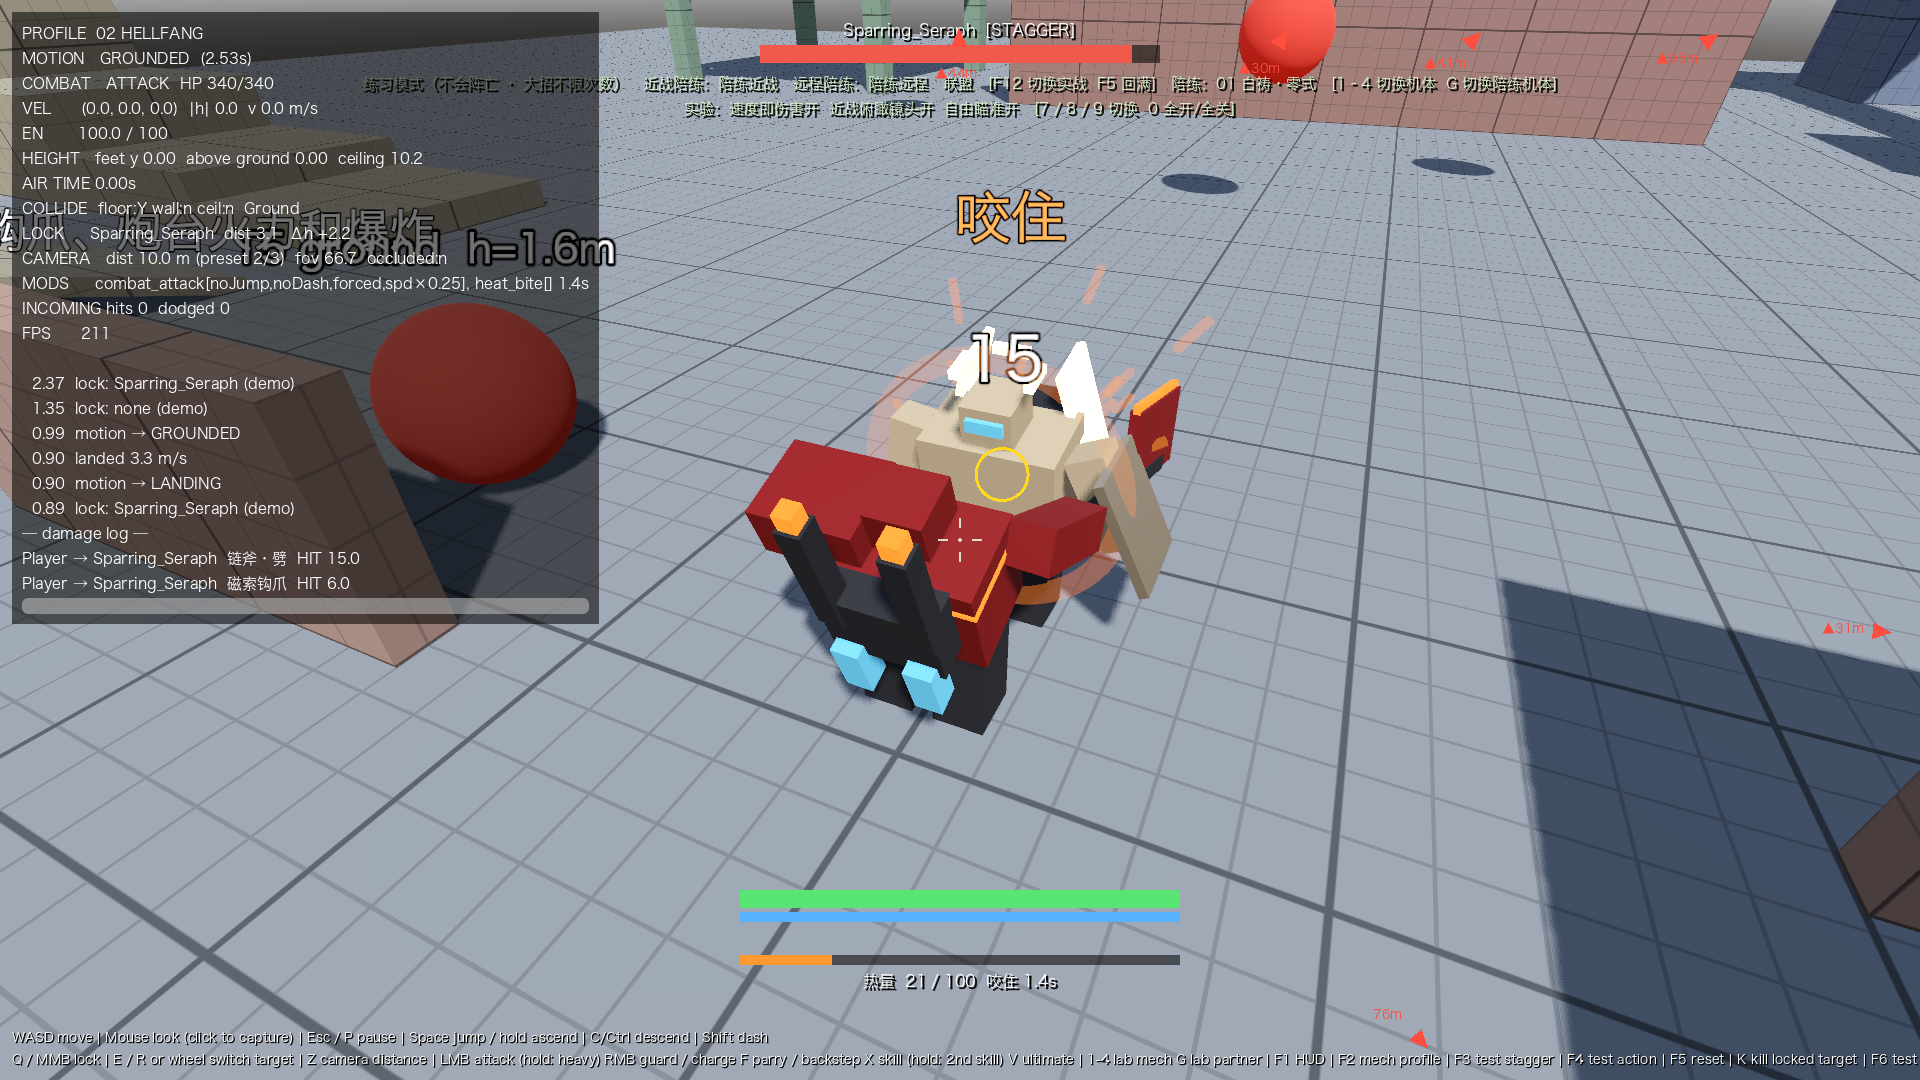 PROFILE 02 HELLFANG
MOTION GROUNDED (2.53s)
COMBAT ATTACK HP 340/340
VEL (0.0, 0.0, 0.0) |h| 0.0 v 0.0 m/s
EN 100.0 / 100
HEIGHT feet y 0.00 above ground 0.00 ceiling 10.2
AIR TIME 0.00s
COLLIDE floor:Y wall:n ceil:n Ground
LOCK Sparring_Seraph dist 3.1 Δh +2.2
CAMERA dist 10.0 m (preset 2/3) fov 66.7 occluded:n
MODS combat_attack[noJump,noDash,forced,spd×0.25], heat_bite[] 1.4s
INCOMING hits 0 dodged 0
FPS 211
2.37 lock: Sparring_Seraph (demo)
1.35 lock: none (demo)
0.99 motion → GROUNDED
0.90 landed 3.3 m/s
0.90 motion → LANDING
0.89 lock: Sparring_Seraph (demo)
— damage log —
Player → Sparring_Seraph 链斧·劈 HIT 15.0
Player → Sparring_Seraph 磁索钩爪 HIT 6.0
Sparring_Seraph [STAGGER]
练习模式（不会阵亡 · 大招不限次数） 近战陪练：陪练近战 远程陪练：陪练远程 联盟 [F12 切换实战 F5 回满] 陪练：01 白祷·零式 [1-4 切换机体 G 切换陪练机体]
实验：速度即伤害开 近战俯瞰镜头开 自由瞄准开 [7 / 8 / 9 切换 0 全开/全关]
▲30m
▲41m
钩爪、炮台火力和爆炸
ground h=1.6m
咬住
15
▲31m
热量 21 / 100 咬住 1.4s
76m
WASD move | Mouse look (click to capture) | Esc / P pause | Space jump / hold ascend | C/Ctrl descend | Shift dash
Q / MMB lock | E / R or wheel switch target | Z camera distance | LMB attack (hold: heavy) RMB guard / charge F parry / backstep X skill (hold: 2nd skill) V ultimate | 1-4 lab mech G lab partner | F1 HUD | F2 mech profile | F3 test stagger | F4 test action | F5 reset | K kill locked target | F6 test